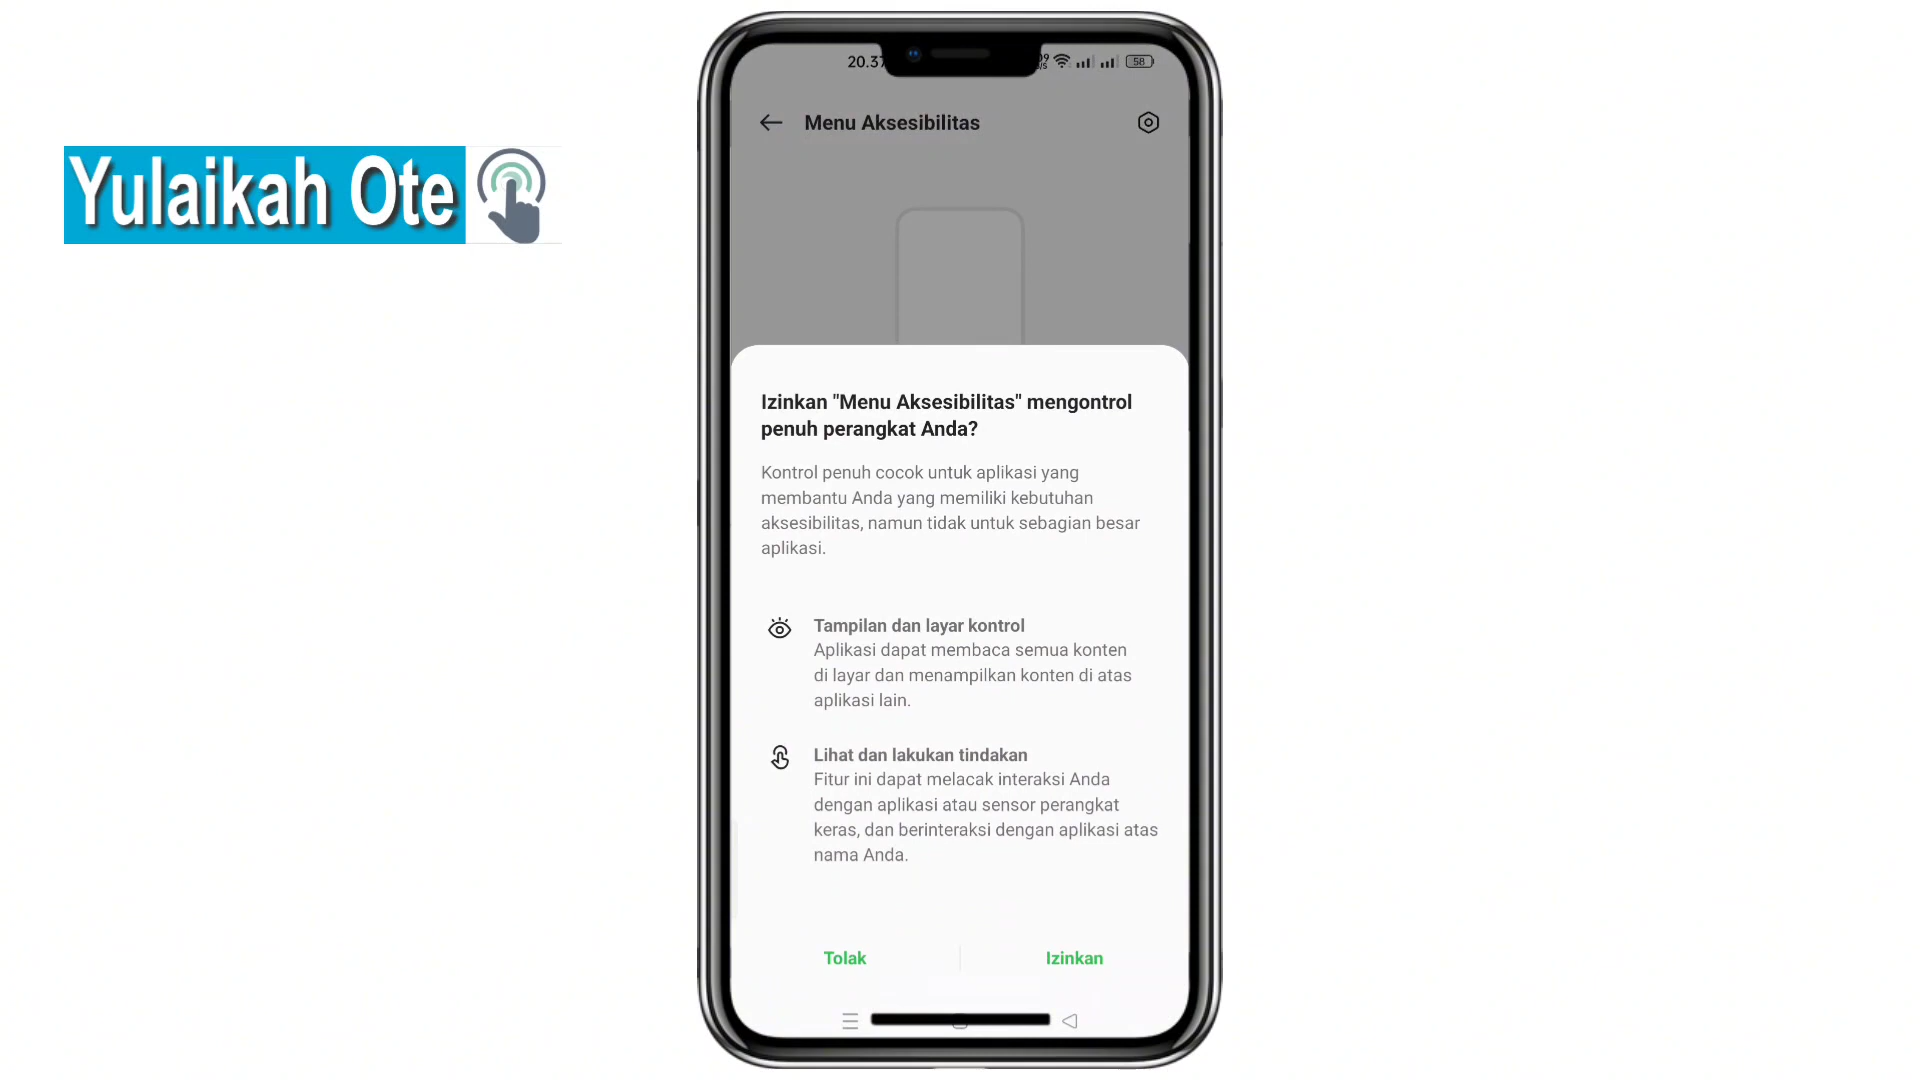 Yulaikah Ote
20.37
58
Menu Aksesibilitas
Izinkan "Menu Aksesibilitas" mengontrol
penuh perangkat Anda?
Kontrol penuh cocok untuk aplikasi yang
membantu Anda yang memiliki kebutuhan
aksesibilitas, namun tidak untuk sebagian besar
aplikasi.
Tampilan dan layar kontrol
Aplikasi dapat membaca semua konten
di layar dan menampilkan konten di atas
aplikasi lain.
Lihat dan lakukan tindakan
Fitur ini dapat melacak interaksi Anda
dengan aplikasi atau sensor perangkat
keras, dan berinteraksi dengan aplikasi atas
nama Anda.
Tolak
Izinkan